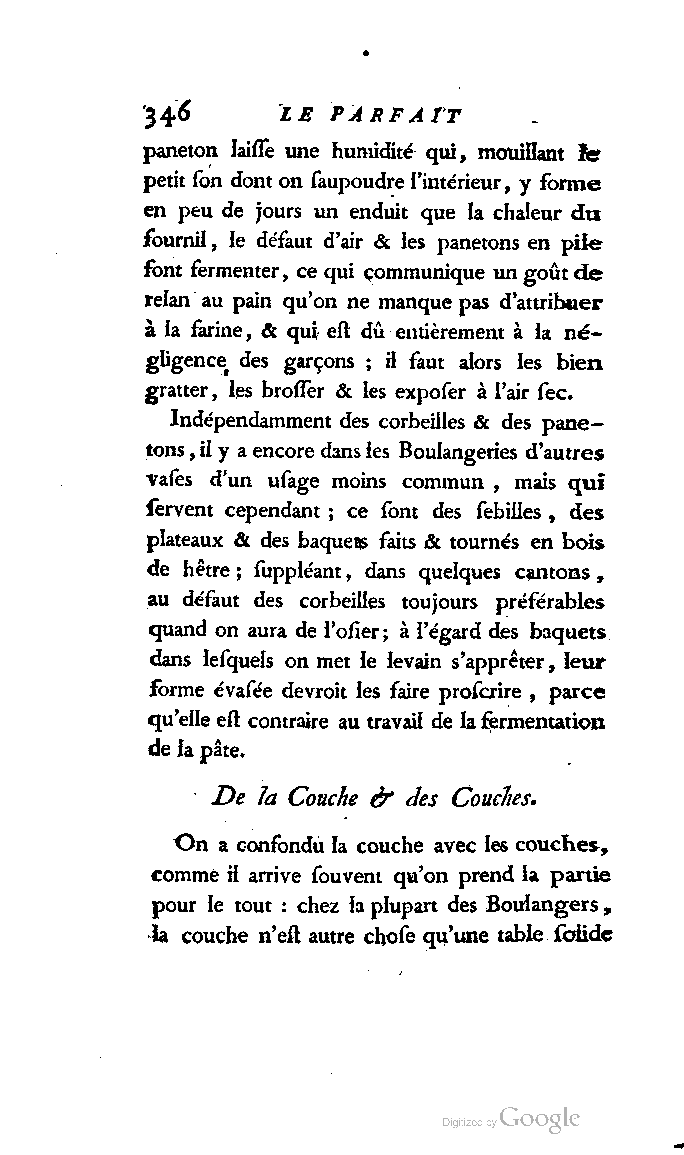 346 LE PARFAIT
paneton laiſſe une humidité qui, mouillant le
petit ſon dont on ſaupoudre l'intérieur, y forme
en peu de jours un enduit que la chaleur du
fournil, le défaut d'air & les panetons en pile
font fermenter, ce qui communique un goût de
relan au pain qu'on ne manque pas d'attribuer
à la farine, & qui eſt dû entièrement à la né-
gligence des garçons ; il faut alors les bien
gratter, les broſſer & les expoſer à l'air ſec.
Indépendamment des corbeilles & des pane-
tons, il y a encore dans les Boulangeries d'autres
vaſes d'un uſage moins commun, mais qui
ſervent cependant ; ce ſont des ſebilles, des
plateaux & des baquets faits & tournés en bois
de hêtre ; ſuppléant, dans quelques cantons,
au défaut des corbeilles toujours préférables
quand on aura de l'oſier ; à l'égard des baquets
dans leſquels on met le levain s'apprêter, leur
forme évaſée devroit les faire proſcrire, parce
qu'elle eſt contraire au travail de la fermentation
de la pâte.
De la Couche & des Couches.
On a confondu la couche avec les couches,
comme il arrive ſouvent qu'on prend la partie
pour le tout : chez la plupart des Boulangers,
la couche n'eſt autre choſe qu'une table ſolide
Digitized by Google